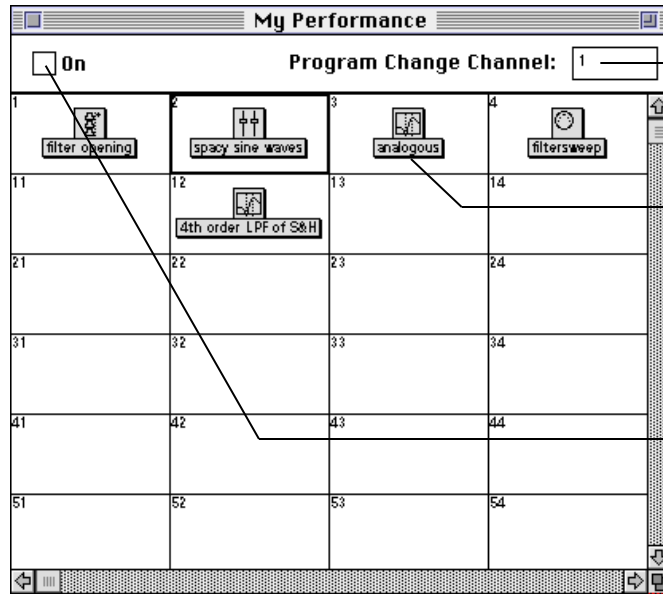 My Performance
On Program Change Channel: 1
1 2 3 4
filter opening spacy sine waves analogous filtersweep
11 12 13 14
4th order LPF of S&H
21 22 23 24
31 32 33 34
41 42 43 44
51 52 53 54